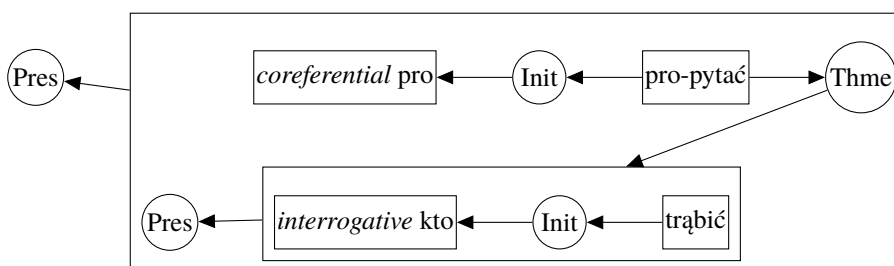 Pres coreferential pro Init pro-pytać Thme
Pres interrogative kto Init trąbić